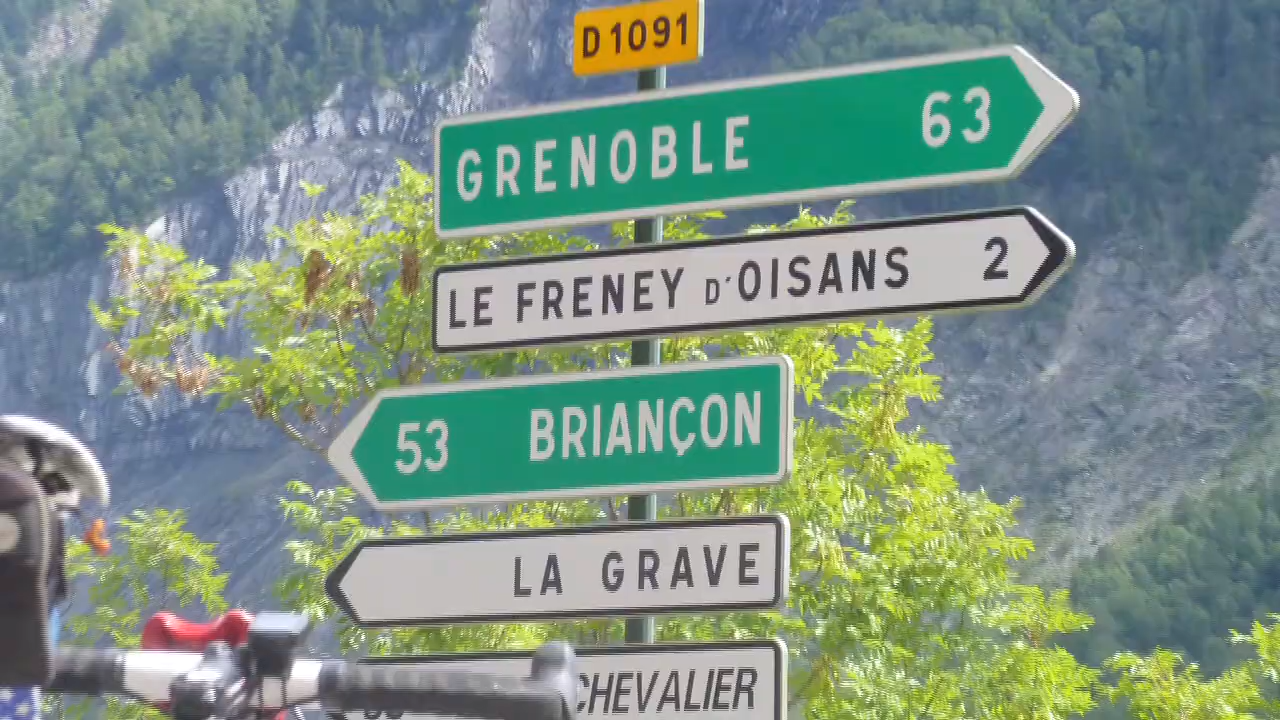 D1091
GRENOBLE 63
LE FRENEY D'OISANS 2
53 BRIANÇON
LA GRAVE
CHEVALIER